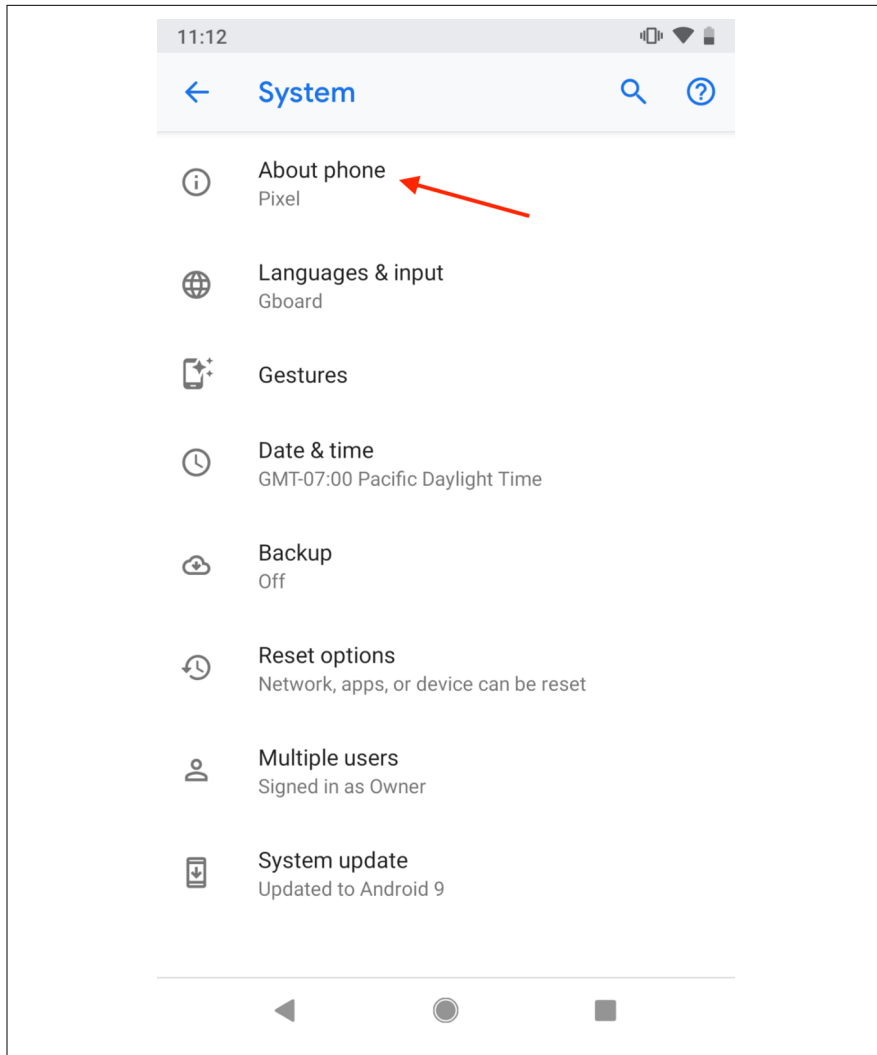 11:12
System
About phone
Pixel
Languages & input
Gboard
Gestures
Date & time
GMT-07:00 Pacific Daylight Time
Backup
Off
Reset options
Network, apps, or device can be reset
Multiple users
Signed in as Owner
System update
Updated to Android 9